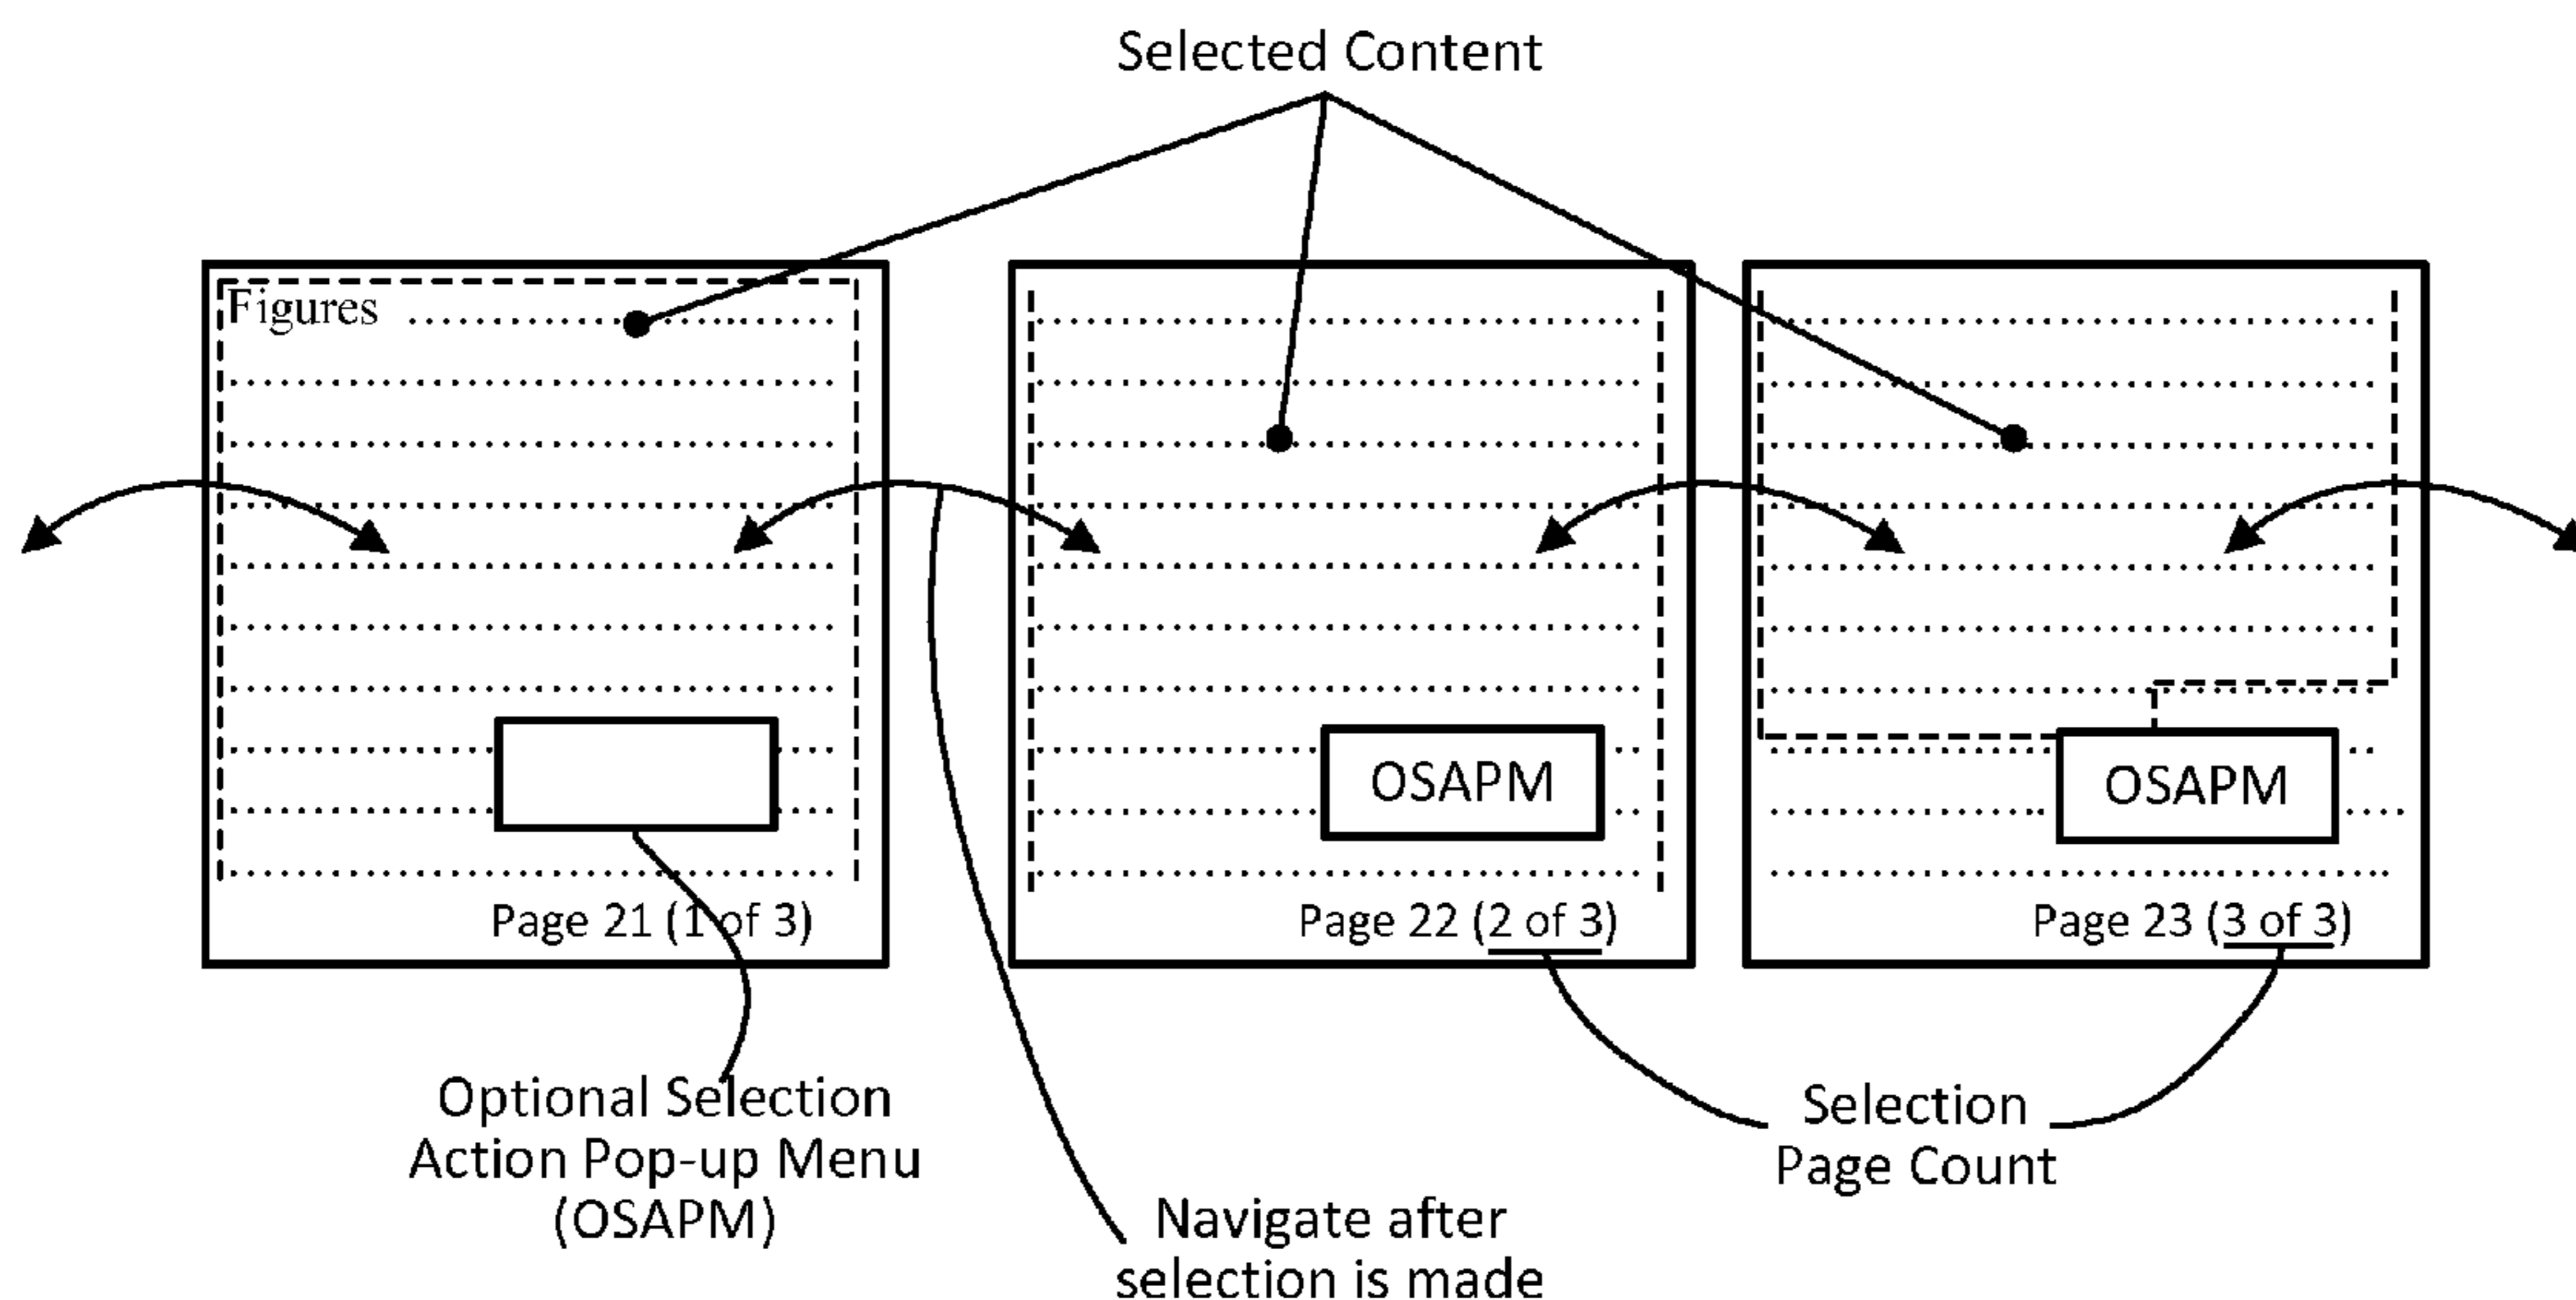 Selected Content
Figures
OSAPM
OSAPM
Page 21 (1 of 3)
Page 22 (2 of 3)
Page 23 (3 of 3)
Optional Selection
Action Pop-up Menu
(OSAPM)
Navigate after
selection is made
Selection
Page Count